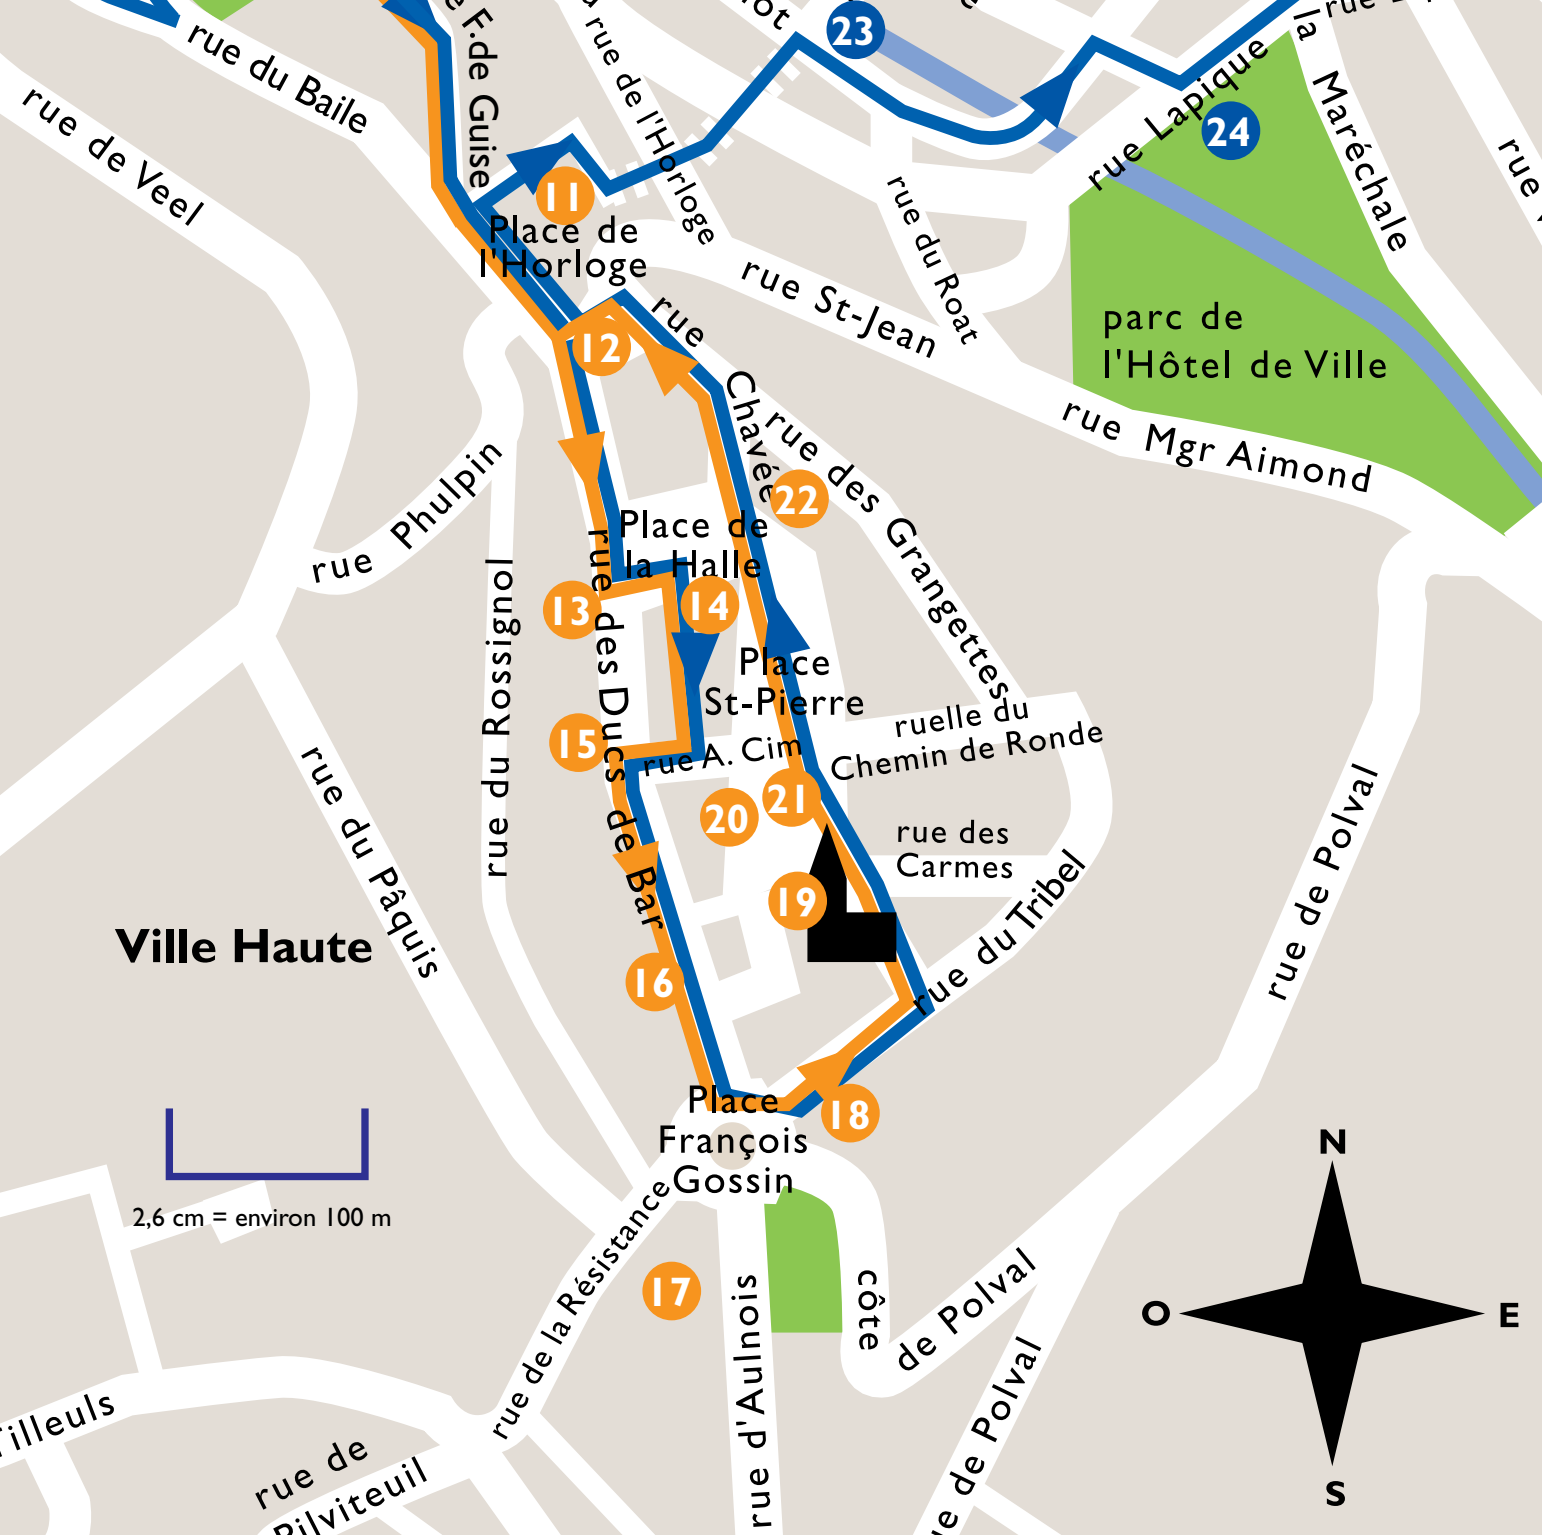 F.de Guise
rue du Baile
rue de Veel
rue de l'Horloge
23
la Maréchale
rue Lapique
24
11
Place de
l'Horloge
rue du Roat
rue St-Jean
parc de
l'Hôtel de Ville
12
rue Chavée
rue Mgr Aimond
rue des Grangettes
rue Phulpin
22
Place de
la Halle
13
14
rue des Ducs de Bar
rue du Rossignol
Place
St-Pierre
ruelle du
Chemin de Ronde
15
rue A. Cim
rue du Pâquis
20
21
rue des
Carmes
rue de Polval
19
rue du Tribel
Ville Haute
16
Place
François
Gossin
18
2,6 cm = environ 100 m
rue de la Résistance
17
côte
de Polval
rue d'Aulnois
de Polval
N
O
E
S
Tilleuls
rue de
Pilviteuil